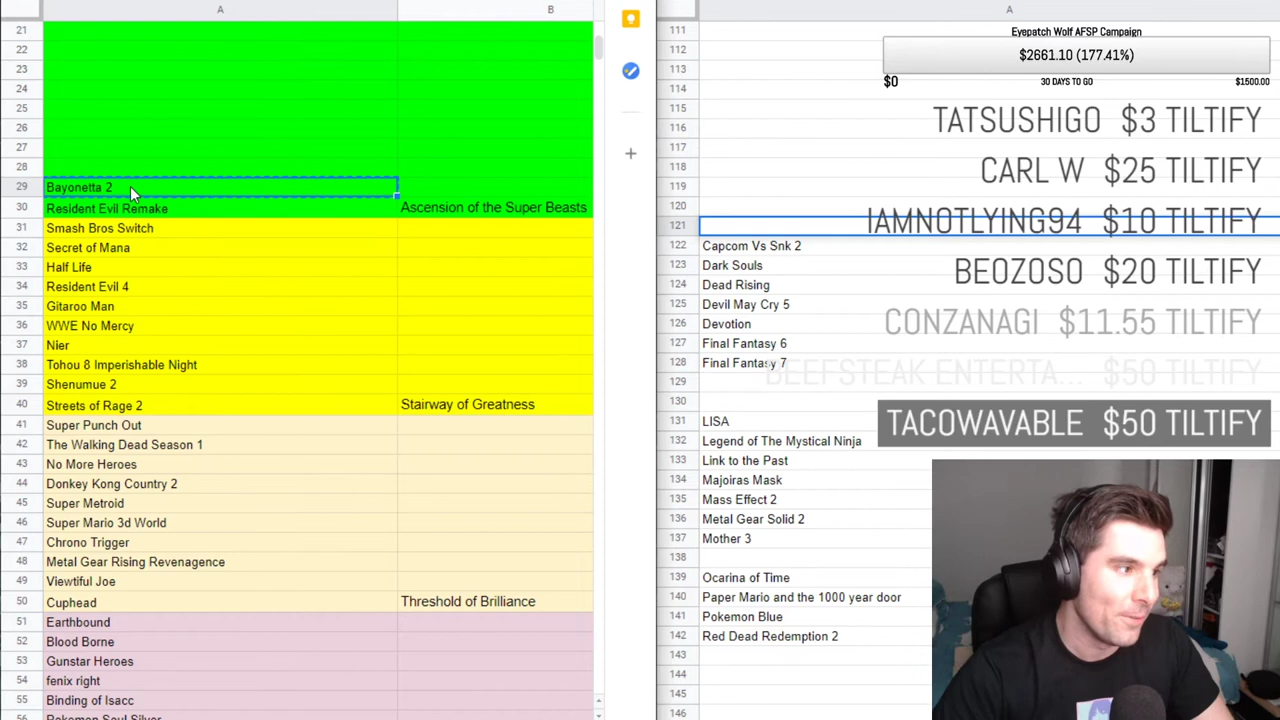 A
B
21
22
23
24
25
26
27
28
29 Bayonetta 2
30 Resident Evil Remake Ascension of the Super Beasts
31 Smash Bros Switch
32 Secret of Mana
33 Half Life
34 Resident Evil 4
35 Gitaroo Man
36 WWE No Mercy
37 Nier
38 Tohou 8 Imperishable Night
39 Shenumue 2
40 Streets of Rage 2 Stairway of Greatness
41 Super Punch Out
42 The Walking Dead Season 1
43 No More Heroes
44 Donkey Kong Country 2
45 Super Metroid
46 Super Mario 3d World
47 Chrono Trigger
48 Metal Gear Rising Revenagence
49 Viewtiful Joe
50 Cuphead Threshold of Brilliance
51 Earthbound
52 Blood Borne
53 Gunstar Heroes
54 fenix right
55 Binding of Isacc
56 Pokemon Soul Silver
A
111
112
113
114
115
116
117
118
119
120
121
122 Capcom Vs Snk 2
123 Dark Souls
124 Dead Rising
125 Devil May Cry 5
126 Devotion
127 Final Fantasy 6
128 Final Fantasy 7
129
130
131 LISA
132 Legend of The Mystical Ninja
133 Link to the Past
134 Majoiras Mask
135 Mass Effect 2
136 Metal Gear Solid 2
137 Mother 3
138
139 Ocarina of Time
140 Paper Mario and the 1000 year door
141 Pokemon Blue
142 Red Dead Redemption 2
143
144
145
146
Eyepatch Wolf AFSP Campaign
$2661.10 (177.41%)
$0 30 DAYS TO GO $1500.00
TATSUSHIGO $3 TILTIFY
CARL W $25 TILTIFY
IAMNOTLYING94 $10 TILTIFY
BEOZOSO $20 TILTIFY
CONZANAGI $11.55 TILTIFY
BEEFSTEAK ENTERTA... $50 TILTIFY
TACOWAVABLE $50 TILTIFY